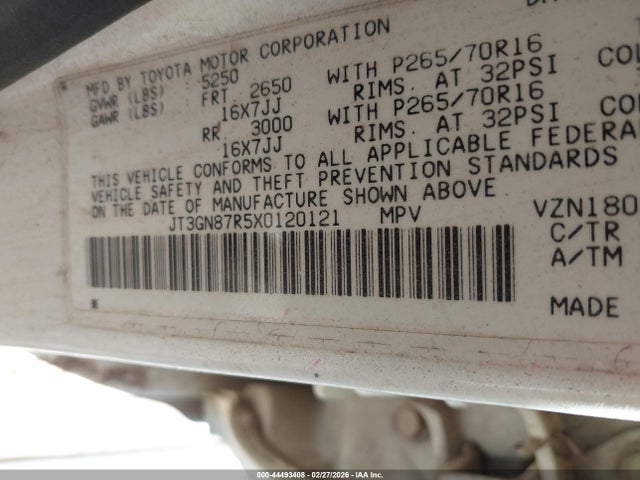 MFD BY TOYOTA MOTOR CORPORATION
GVWR (LBS) 5250
GAWR (LBS) FRT 2650 WITH P265/70R16
16X7JJ RIMS. AT 32PSI
RR 3000 WITH P265/70R16
16X7JJ RIMS. AT 32PSI
THIS VEHICLE CONFORMS TO ALL APPLICABLE FEDERA
VEHICLE SAFETY AND THEFT PREVENTION STANDARDS
ON THE DATE OF MANUFACTURE SHOWN ABOVE
JT3GN87R5X0120121 MPV VZN180
C/TR
A/TM
MADE
000-44493408 - 02/27/2026 - IAA Inc.